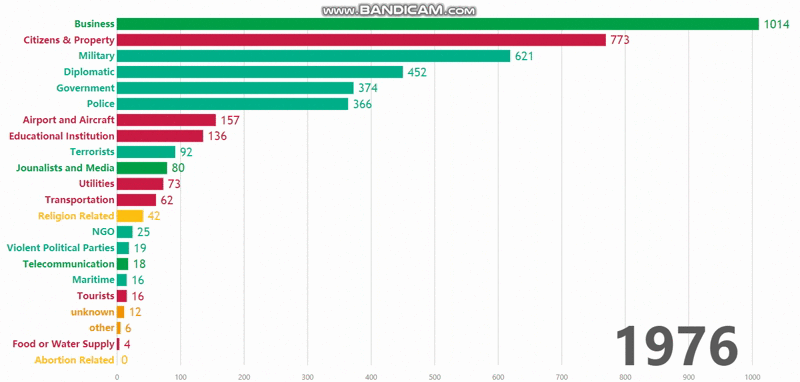 www.BANDICAM.com
Business 1014
Citizens & Property 773
Military 621
Diplomatic 452
Government 374
Police 366
Airport and Aircraft 157
Educational Institution 136
Terrorists 92
Jounalists and Media 80
Utilities 73
Transportation 62
Religion Related 42
NGO 25
Violent Political Parties 19
Telecommunication 18
Maritime 16
Tourists 16
unknown 12
other 6
Food or Water Supply 4
Abortion Related 0
1976
0 100 200 300 400 500 600 700 800 900 1000